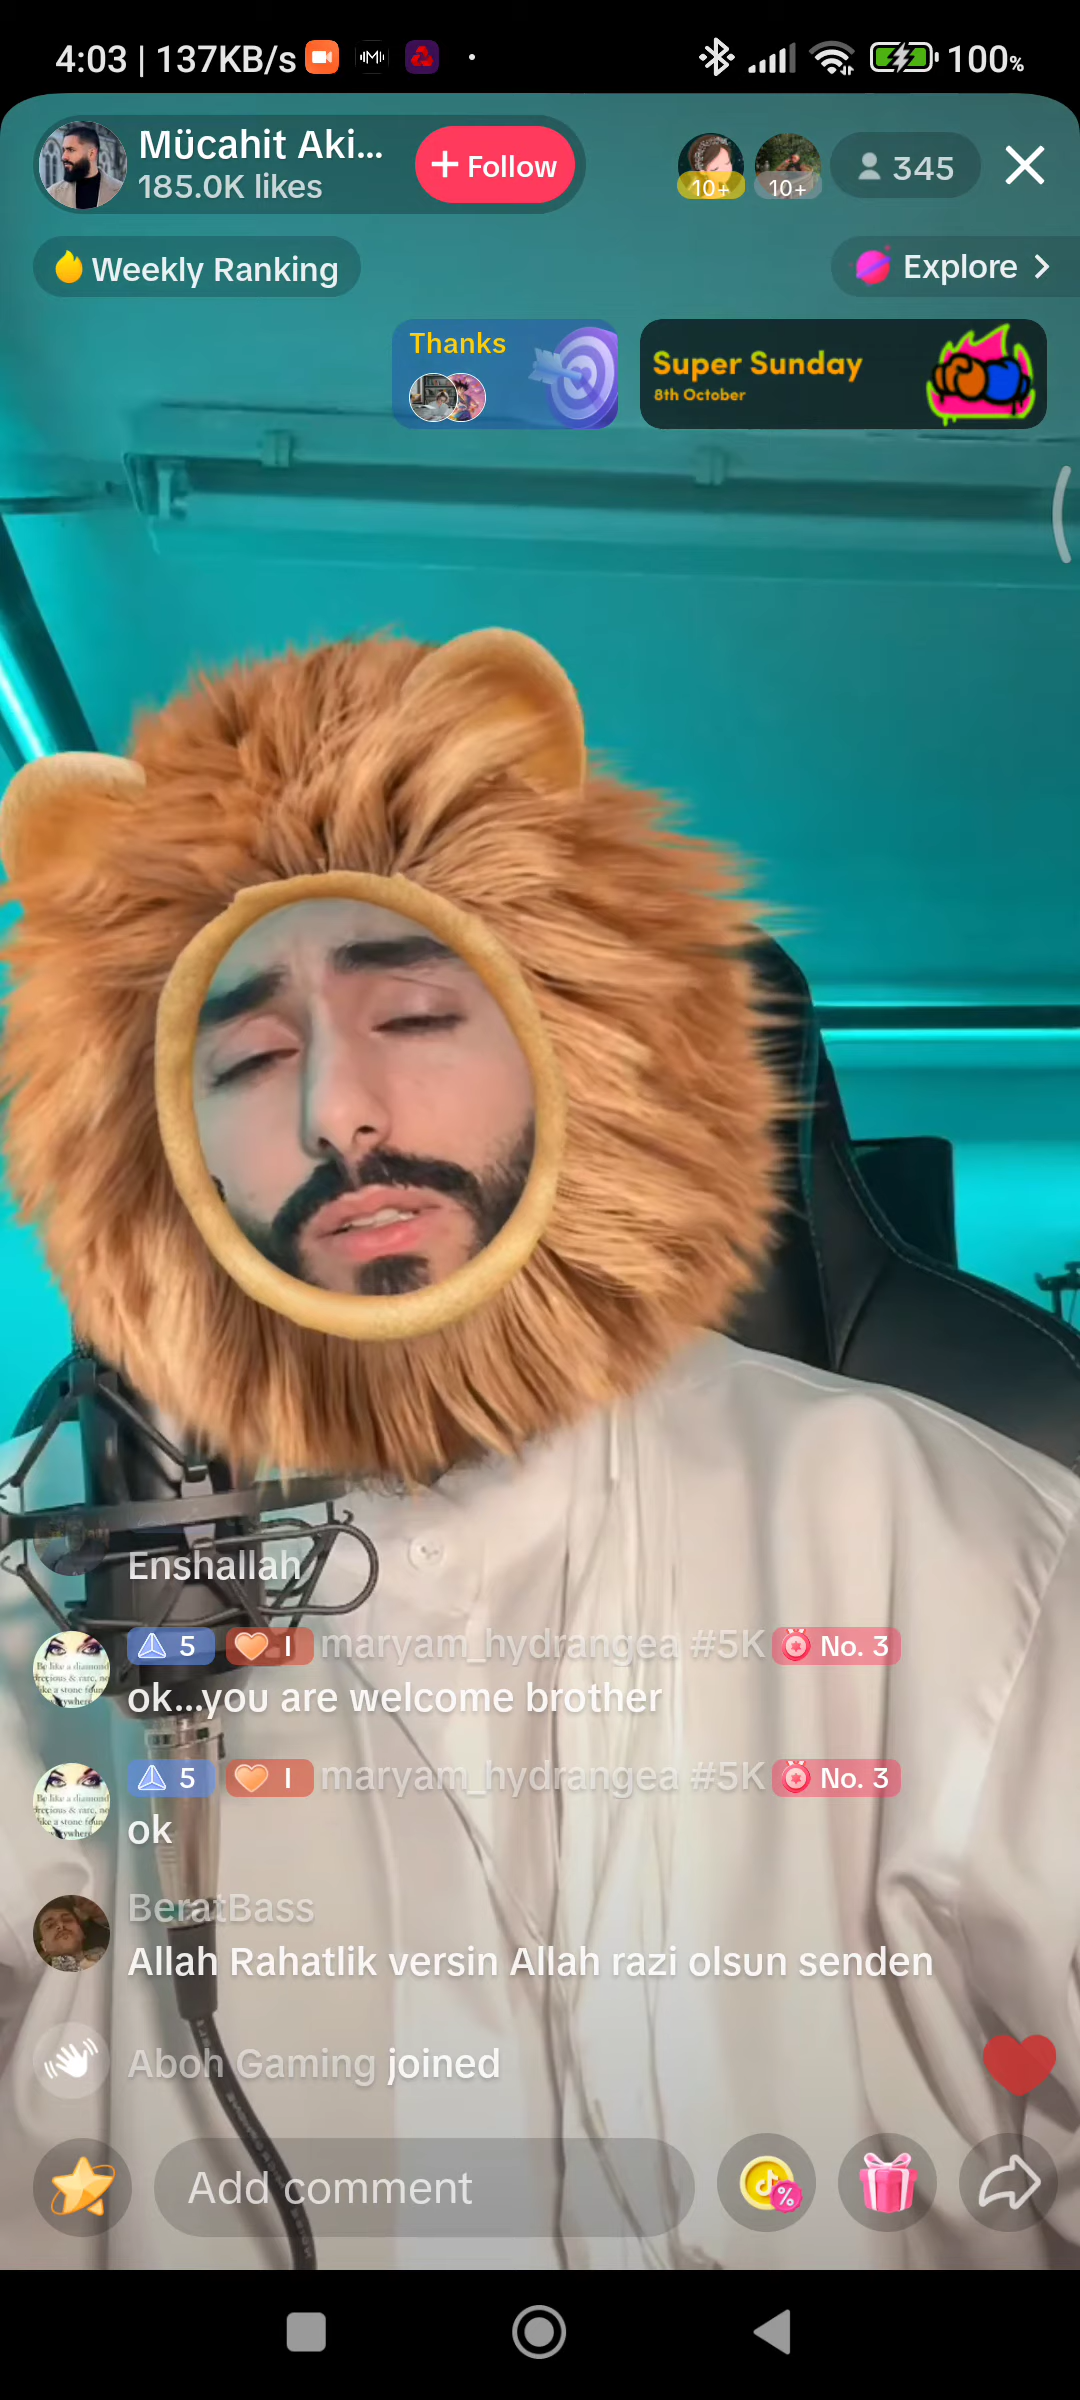 4:03 | 137KB/s
100%
Mücahit Aki...
185.0K likes
+ Follow
10+
10+
345
Weekly Ranking
Explore
Thanks
Super Sunday
8th October
Enshallah
5 I maryam_hydrangea #5K No. 3
ok...you are welcome brother
5 I maryam_hydrangea #5K No. 3
ok
BeratBass
Allah Rahatlik versin Allah razi olsun senden
Aboh Gaming joined
Add comment